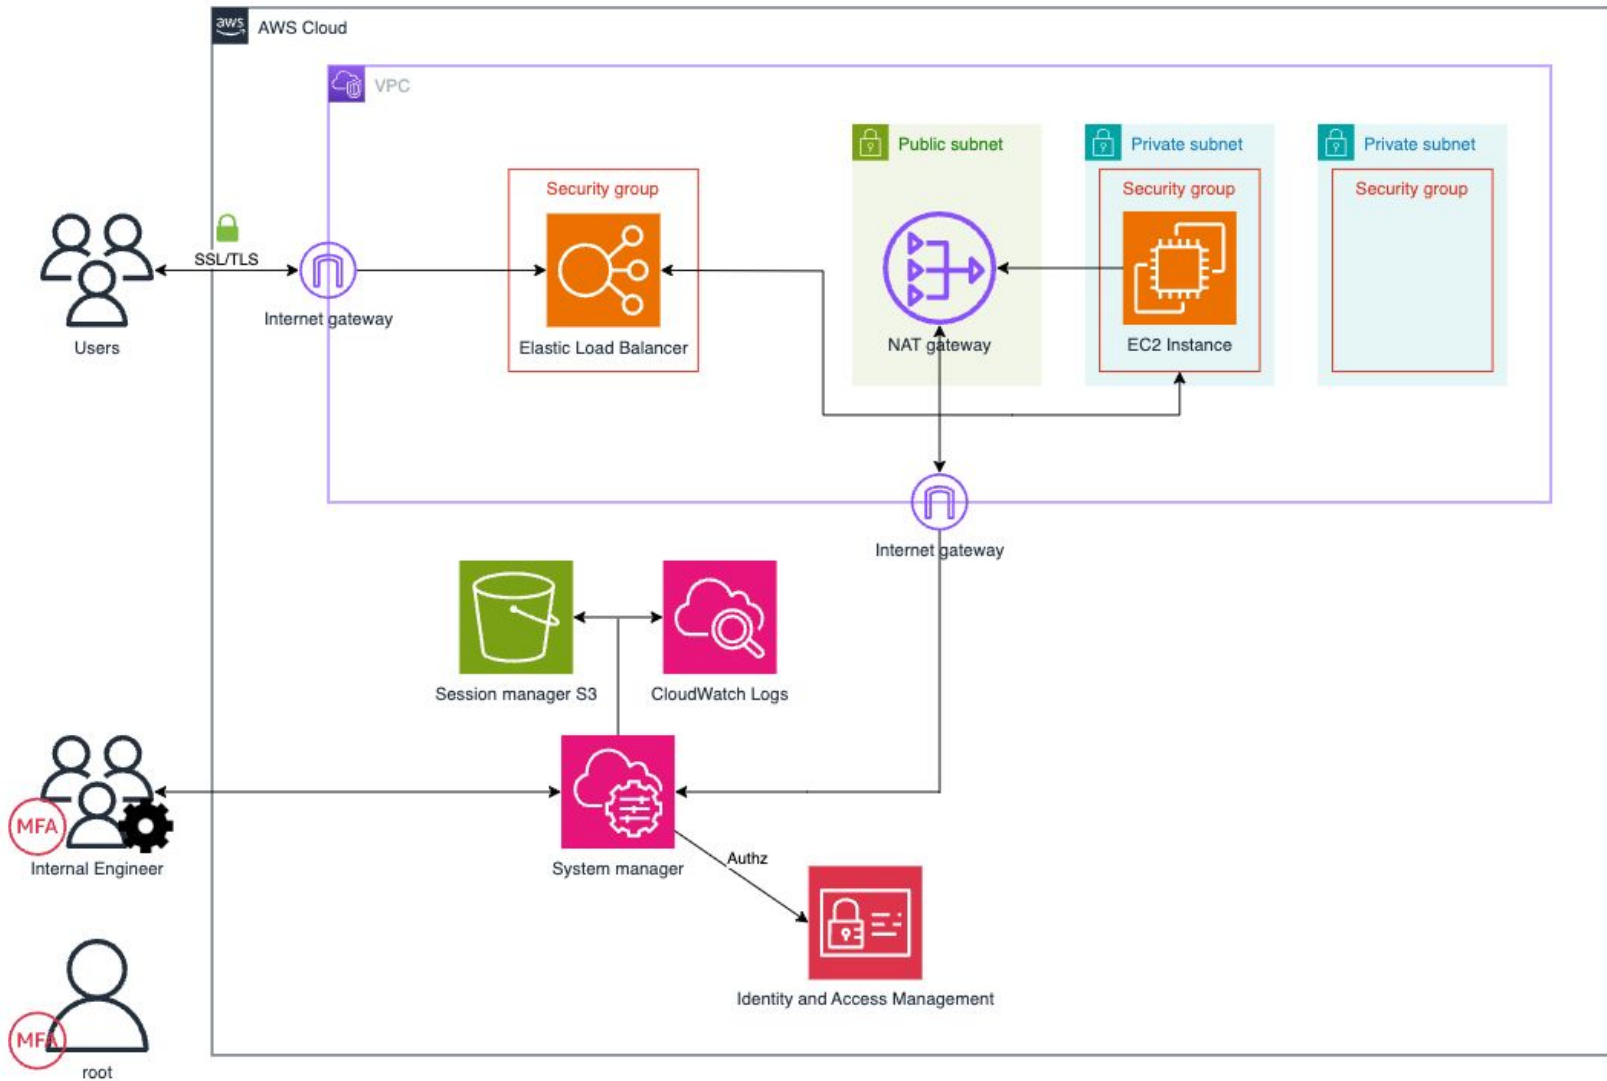 aws
AWS Cloud
VPC
Public subnet
Private subnet
Private subnet
Security group
Security group
Security group
SSL/TLS
Internet gateway
Users
Elastic Load Balancer
NAT gateway
EC2 Instance
Internet gateway
Session manager S3
CloudWatch Logs
MFA
Internal Engineer
System manager
Authz
Identity and Access Management
MFA
root